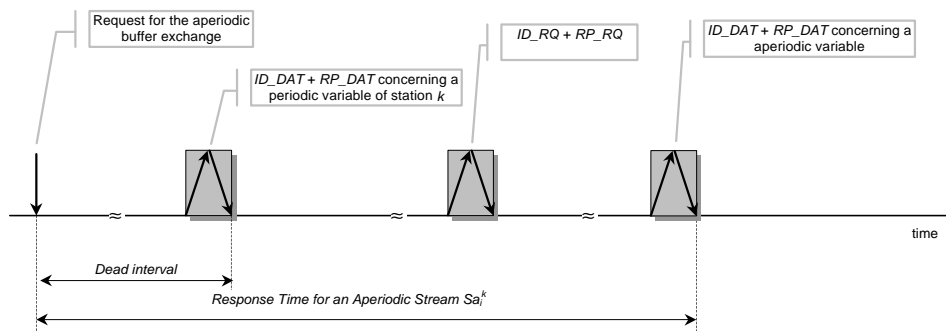 Request for the aperiodic
buffer exchange
ID_DAT + RP_DAT concerning a
periodic variable of station k
ID_RQ + RP_RQ
ID_DAT + RP_DAT concerning a
aperiodic variable
≈
≈
≈
time
Dead interval
Response Time for an Aperiodic Stream Saᵢᵏ